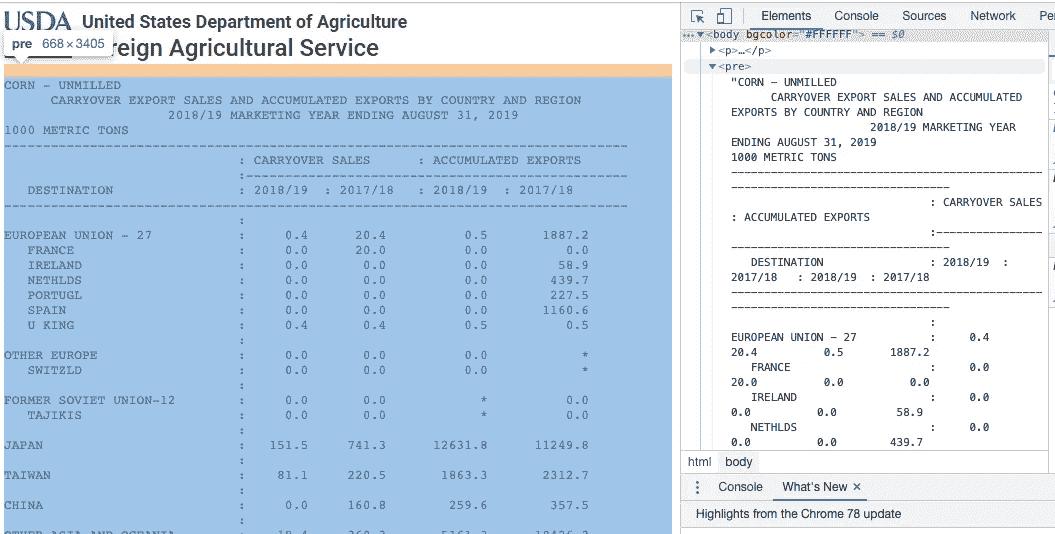 USDA United States Department of Agriculture
pre 668×3405 reign Agricultural Service
CORN - UNMILLED
CARRYOVER EXPORT SALES AND ACCUMULATED EXPORTS BY COUNTRY AND REGION
2018/19 MARKETING YEAR ENDING AUGUST 31, 2019
1000 METRIC TONS
--------------------------------------------------------------------------------
: CARRYOVER SALES : ACCUMULATED EXPORTS
:-------------------------------------------------
DESTINATION : 2018/19 : 2017/18 : 2018/19 : 2017/18
--------------------------------------------------------------------------------
:
EUROPEAN UNION - 27 : 0.4 20.4 0.5 1887.2
FRANCE : 0.0 20.0 0.0 0.0
IRELAND : 0.0 0.0 0.0 58.9
NETHLDS : 0.0 0.0 0.0 439.7
PORTUGL : 0.0 0.0 0.0 227.5
SPAIN : 0.0 0.0 0.0 1160.6
U KING : 0.4 0.4 0.5 0.5
:
OTHER EUROPE : 0.0 0.0 0.0 *
SWITZLD : 0.0 0.0 0.0 *
:
FORMER SOVIET UNION-12 : 0.0 0.0 * 0.0
TAJIKIS : 0.0 0.0 * 0.0
:
JAPAN : 151.5 741.3 12631.8 11249.8
:
TAIWAN : 81.1 220.5 1863.3 2312.7
:
CHINA : 0.0 160.8 259.6 357.5
:
OTHER ASIA AND OCEANIA :
Elements Console Sources Network
···▼<body bgcolor="#FFFFFF"> == $0
▶<p>…</p>
▼<pre>
"CORN - UNMILLED
CARRYOVER EXPORT SALES AND ACCUMULATED
EXPORTS BY COUNTRY AND REGION
2018/19 MARKETING YEAR
ENDING AUGUST 31, 2019
1000 METRIC TONS
-----------------------------------------------
---------------------------------
: CARRYOVER SALES
: ACCUMULATED EXPORTS
:----------------
---------------------------------
DESTINATION : 2018/19 :
2017/18 : 2018/19 : 2017/18
-----------------------------------------------
---------------------------------
:
EUROPEAN UNION - 27 : 0.4
20.4 0.5 1887.2
FRANCE : 0.0
20.0 0.0 0.0
IRELAND : 0.0
0.0 0.0 58.9
NETHLDS : 0.0
0.0 0.0 439.7
html body
⋮ Console What's New ×
Highlights from the Chrome 78 update